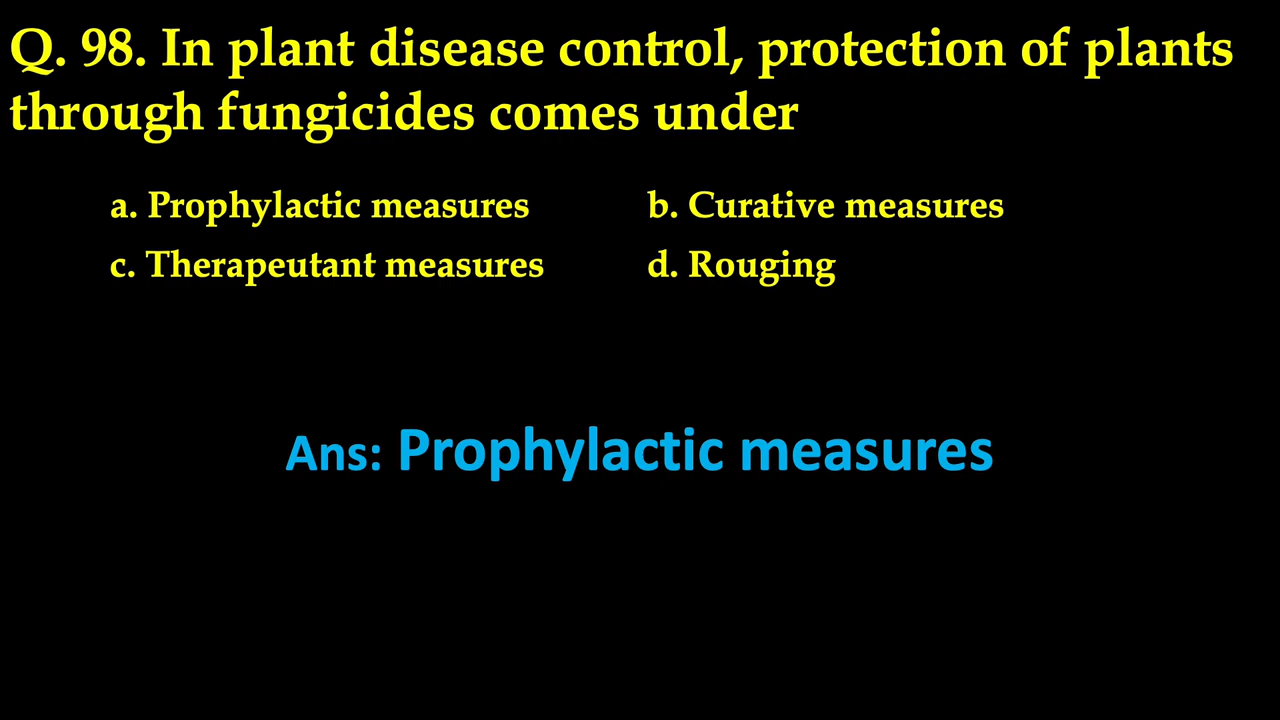 Q. 98. In plant disease control, protection of plants
through fungicides comes under
a. Prophylactic measures b. Curative measures
c. Therapeutant measures d. Rouging
Ans: Prophylactic measures